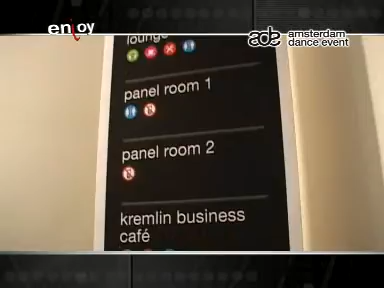 enjoy
ade amsterdam
dance event
lounge
panel room 1
panel room 2
kremlin business
café